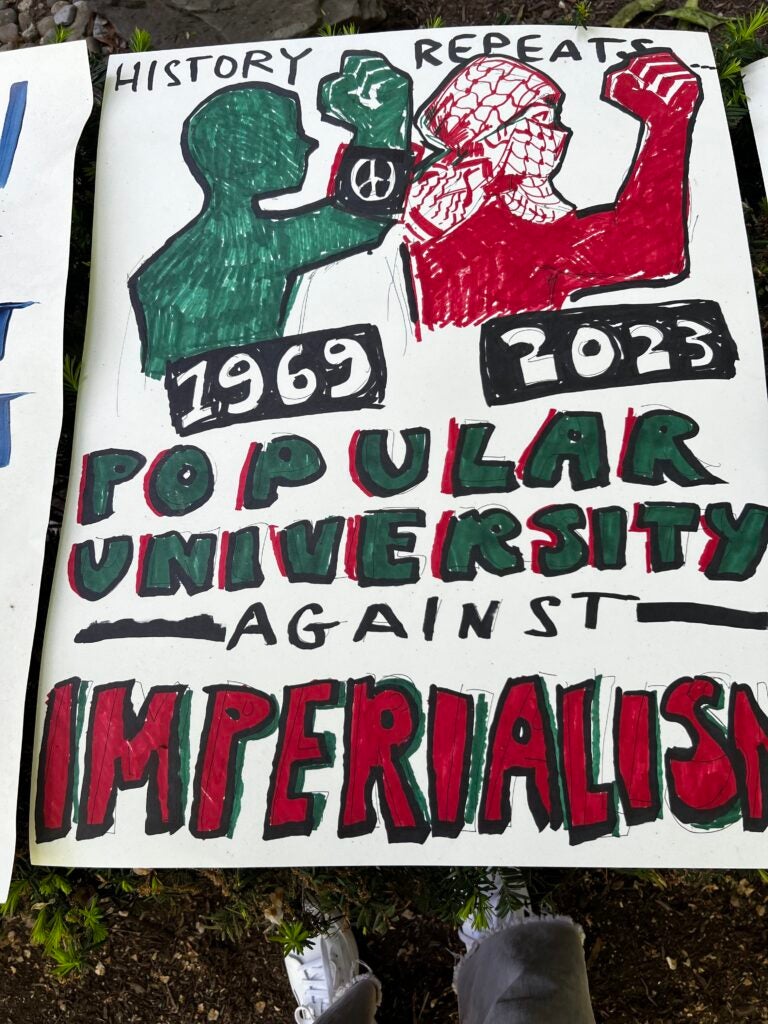 HISTORY REPEATS...
1969 2023
POPULAR
UNIVERSITY
AGAINST
IMPERIALISM